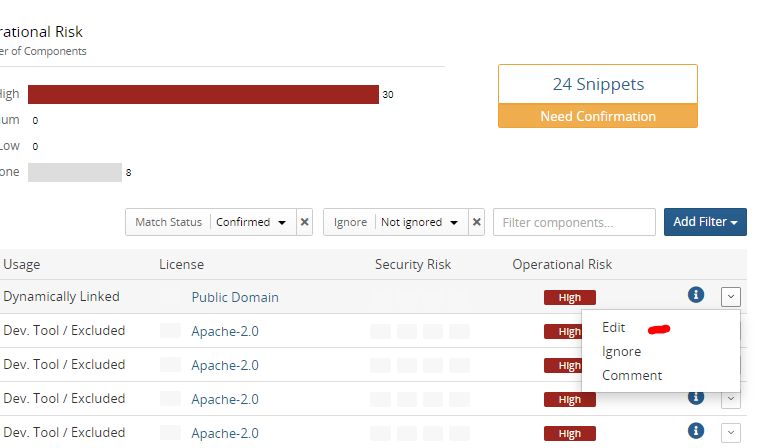 rational Risk
er of Components
High
30
24 Snippets
ium
0
Need Confirmation
Low
0
one
8
Match Status Confirmed
Ignore Not ignored
Filter components...
Add Filter
Usage License Security Risk Operational Risk
Dynamically Linked Public Domain High
Dev. Tool / Excluded Apache-2.0 High
Edit
Ignore
Comment
Dev. Tool / Excluded Apache-2.0 High
Dev. Tool / Excluded Apache-2.0 High
Dev. Tool / Excluded Apache-2.0 High